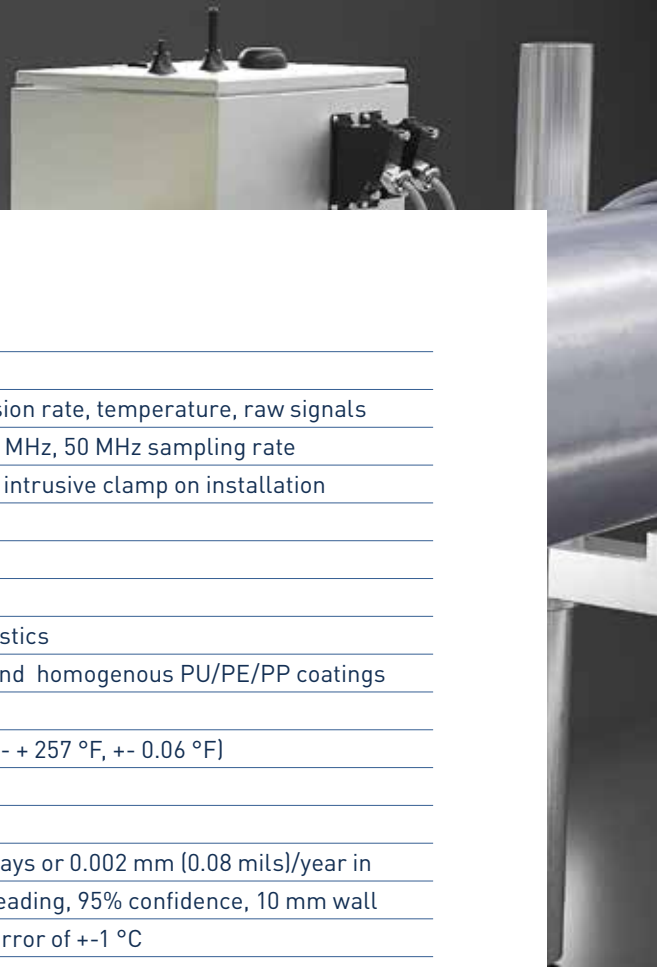 sion rate, temperature, raw signals
MHz, 50 MHz sampling rate
intrusive clamp on installation
stics
nd homogenous PU/PE/PP coatings
- + 257 °F, +- 0.06 °F)
ays or 0.002 mm (0.08 mils)/year in
eading, 95% confidence, 10 mm wall
rror of +-1 °C